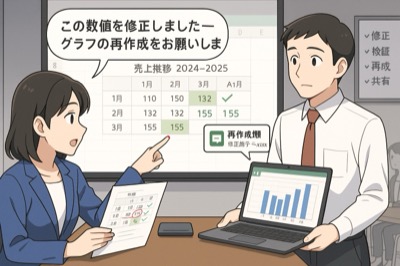 この数値を修正しました—
グラフの再作成をお願いしま
売上推移 2024–2025
1月 2月 3月 A1月
1月 110 150 132 ✓
2月 132 132 155 155
3月 155 155
✓修正
✓検証
✓再成
✓共有